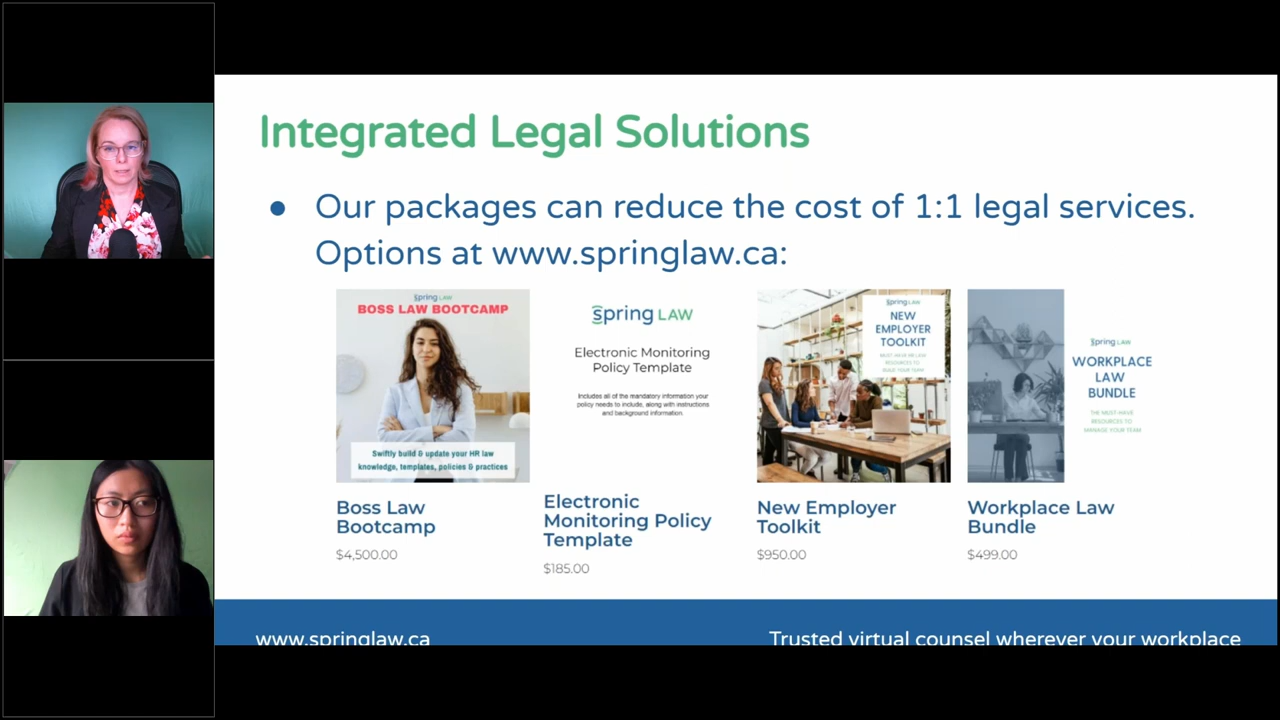 Integrated Legal Solutions
● Our packages can reduce the cost of 1:1 legal services.
Options at www.springlaw.ca:
Spring LAW
BOSS LAW BOOTCAMP
Swiftly build & update your HR law
knowledge, templates, policies & practices
Boss Law
Bootcamp
$4,500.00
Spring LAW
Electronic Monitoring
Policy Template
Includes all of the mandatory information your
policy needs to include, along with instructions
and background information.
Electronic
Monitoring Policy
Template
$185.00
Spring LAW
NEW
EMPLOYER
TOOLKIT
MUST-HAVE HR LAW
RESOURCES TO
BUILD YOUR TEAM
New Employer
Toolkit
$950.00
Spring LAW
WORKPLACE
LAW
BUNDLE
THE MUST-HAVE
RESOURCES TO
MANAGE YOUR TEAM
Workplace Law
Bundle
$499.00
www.springlaw.ca
Trusted virtual counsel wherever your workplace